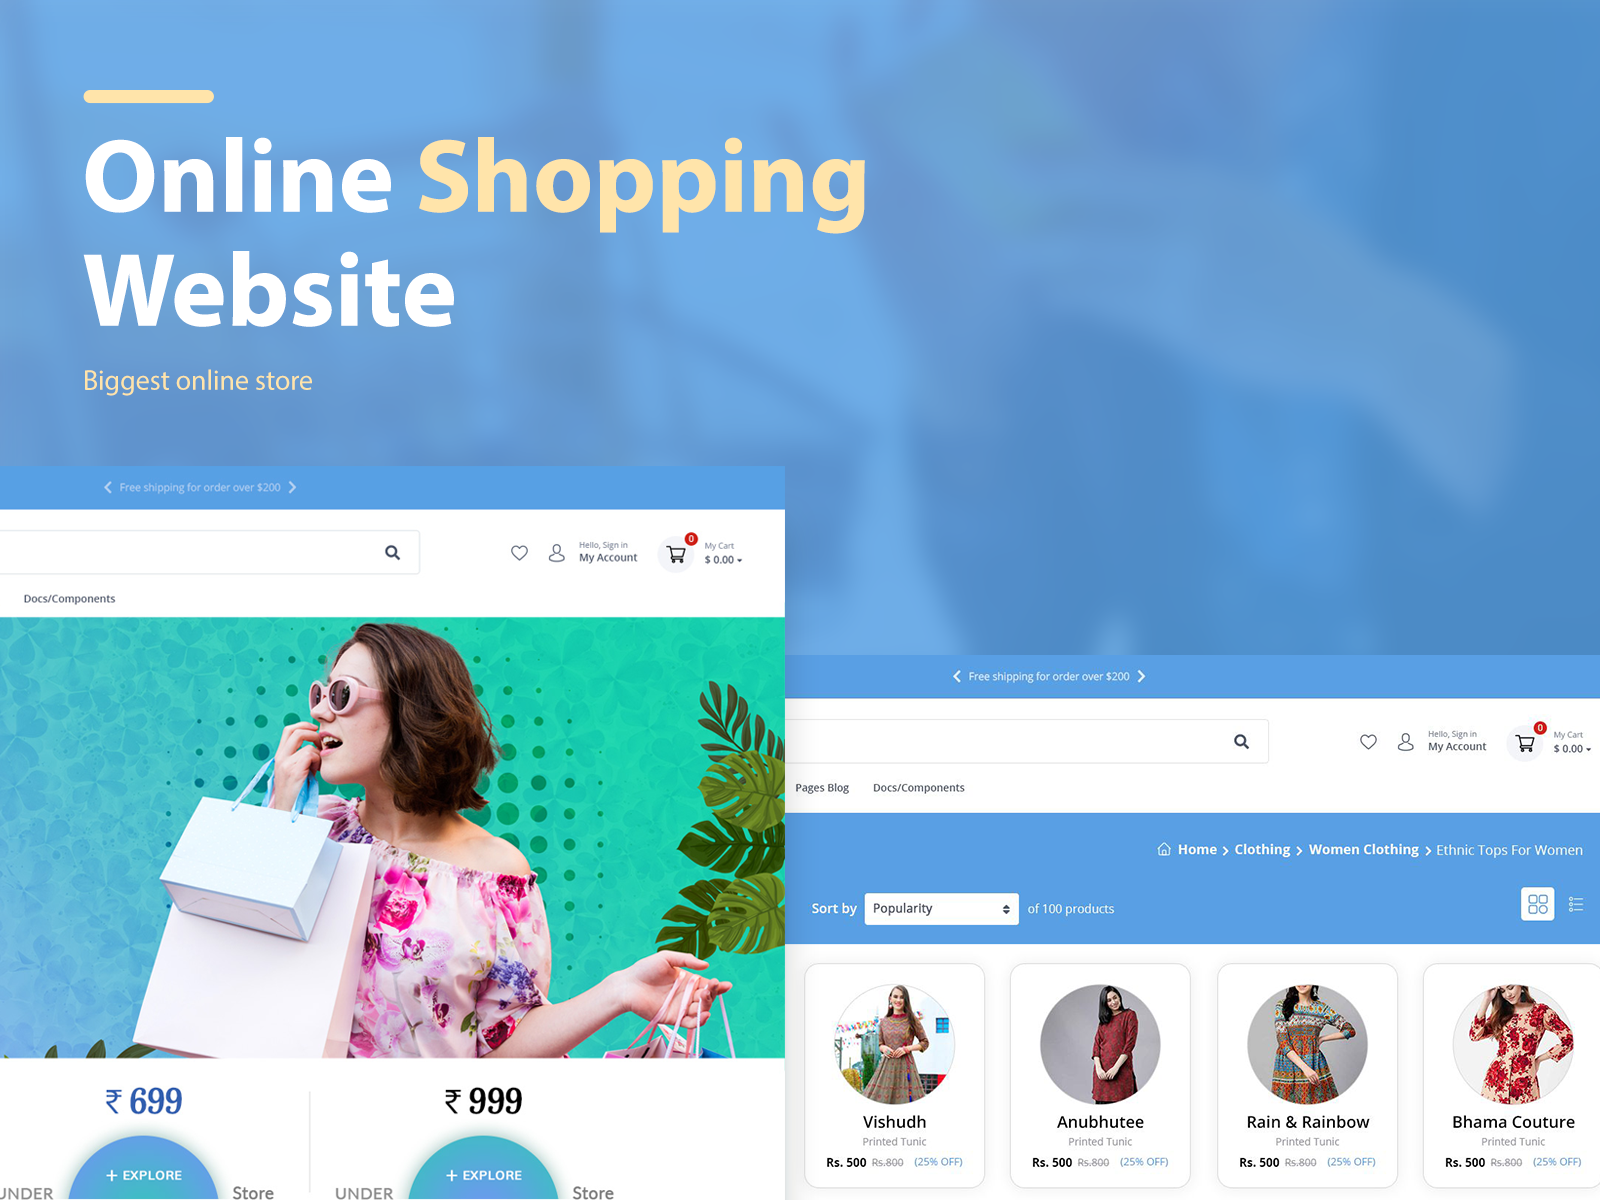 Online Shopping
Website
Biggest online store
Free shipping for order over $200
Hello, Sign in
My Account
0
My Cart
$ 0.00
Docs/Components
₹ 699
+ EXPLORE
UNDER
Store
₹ 999
+ EXPLORE
UNDER
Store
Free shipping for order over $200
Hello, Sign in
My Account
0
My Cart
$ 0.00
Pages Blog
Docs/Components
Home > Clothing > Women Clothing > Ethnic Tops For Women
Sort by Popularity of 100 products
Vishudh
Printed Tunic
Rs. 500 Rs.800 (25% OFF)
Anubhutee
Printed Tunic
Rs. 500 Rs.800 (25% OFF)
Rain & Rainbow
Printed Tunic
Rs. 500 Rs.800 (25% OFF)
Bhama Couture
Printed Tunic
Rs. 500 Rs.800 (25% OFF)